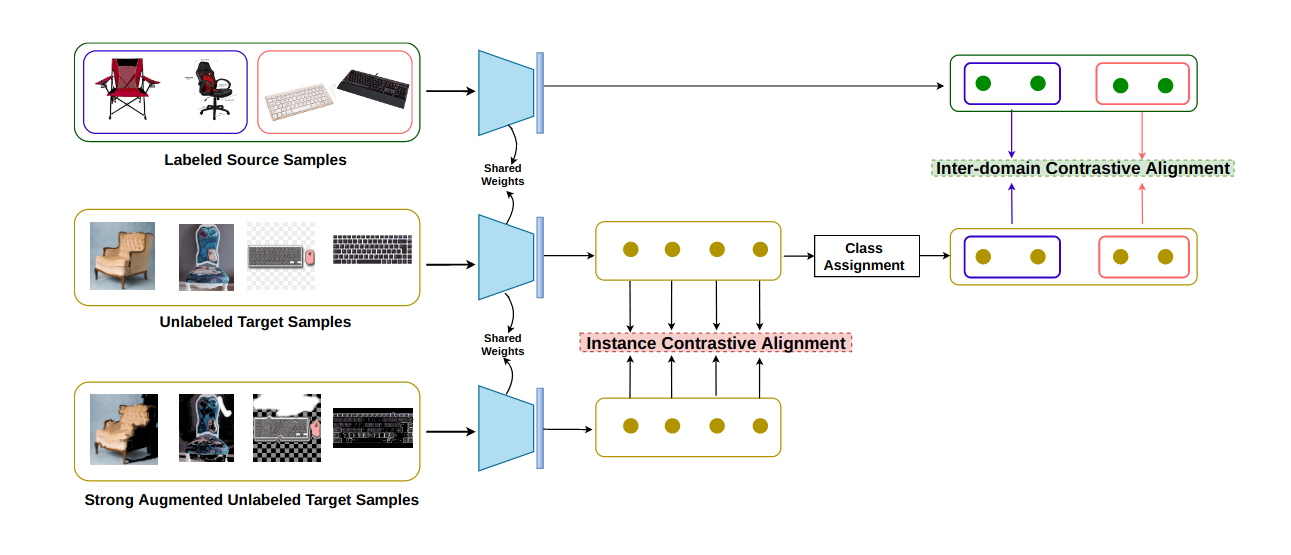 Labeled Source Samples
Shared
Weights
Inter-domain Contrastive Alignment
Class
Assignment
Unlabeled Target Samples
Shared
Weights
Instance Contrastive Alignment
Strong Augmented Unlabeled Target Samples